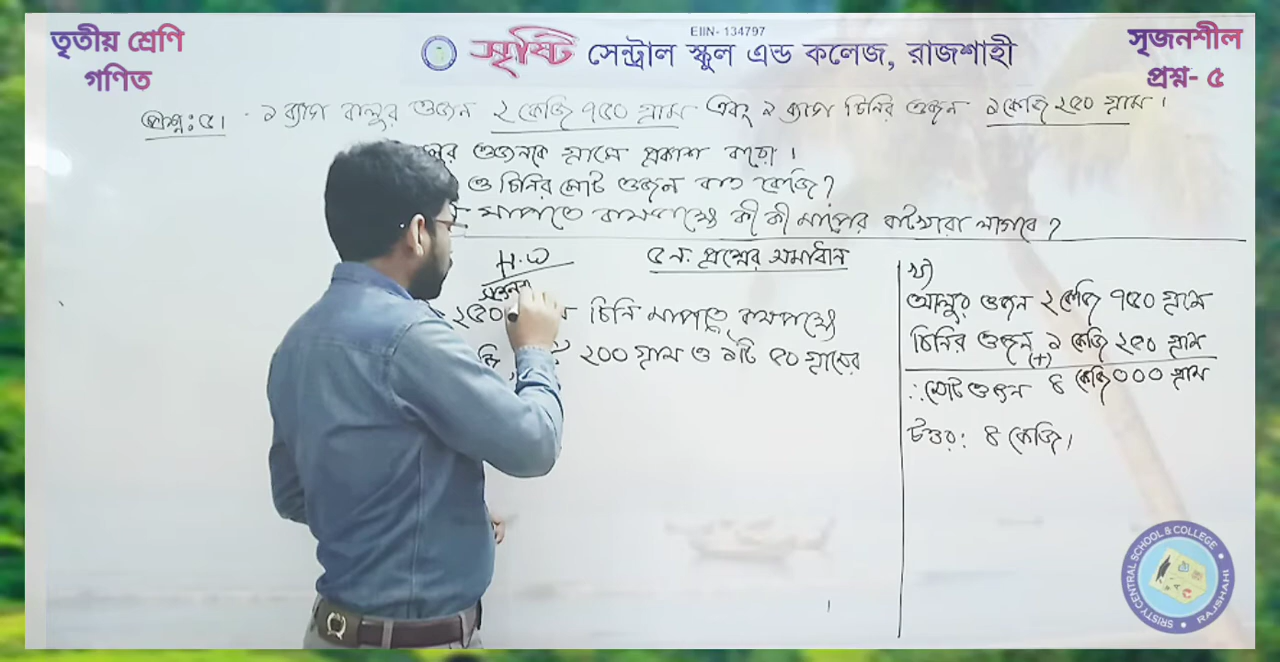 তৃতীয় শ্রেণি
গণিত
EIIN- 134797
সৃষ্টি সেন্ট্রাল স্কুল এন্ড কলেজ, রাজশাহী
সৃজনশীল
প্রশ্ন- ৫
প্রশ্ন: ৫। ১ ব্যাগ আলুর ওজন ২ কেজি ৭৫০ গ্রাম এবং ১ ব্যাগ চিনির ওজন ১ কেজি ২৫০ গ্রাম।
ওজনকে গ্রামে প্রকাশ করো।
ও চিনির মোট ওজন কত কেজি?
মাপতে কমপক্ষে কী কী মাপের বাটখারা লাগবে?
H.W
৫ নং প্রশ্নের সমাধান
২৫০ চিনি মাপতে কমপক্ষে
২০০ গ্রাম ও ১টি ৫০ গ্রামের
খ)
আলুর ওজন ২ কেজি ৭৫০ গ্রাম
চিনির ওজন ১ কেজি ২৫০ গ্রাম
(+)
∴ মোট ওজন ৪ কেজি ০০০ গ্রাম
উত্তর: ৪ কেজি।
SRISTY CENTRAL SCHOOL & COLLEGE
RAJSHAHI